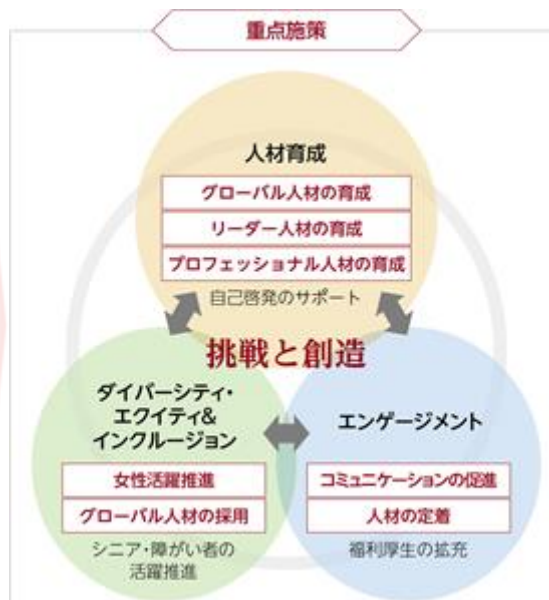 重点施策
人材育成
グローバル人材の育成
リーダー人材の育成
プロフェッショナル人材の育成
自己啓発のサポート
挑戦と創造
ダイバーシティ・
エクイティ&
インクルージョン
女性活躍推進
グローバル人材の採用
シニア・障がい者の
活躍推進
エンゲージメント
コミュニケーションの促進
人材の定着
福利厚生の拡充